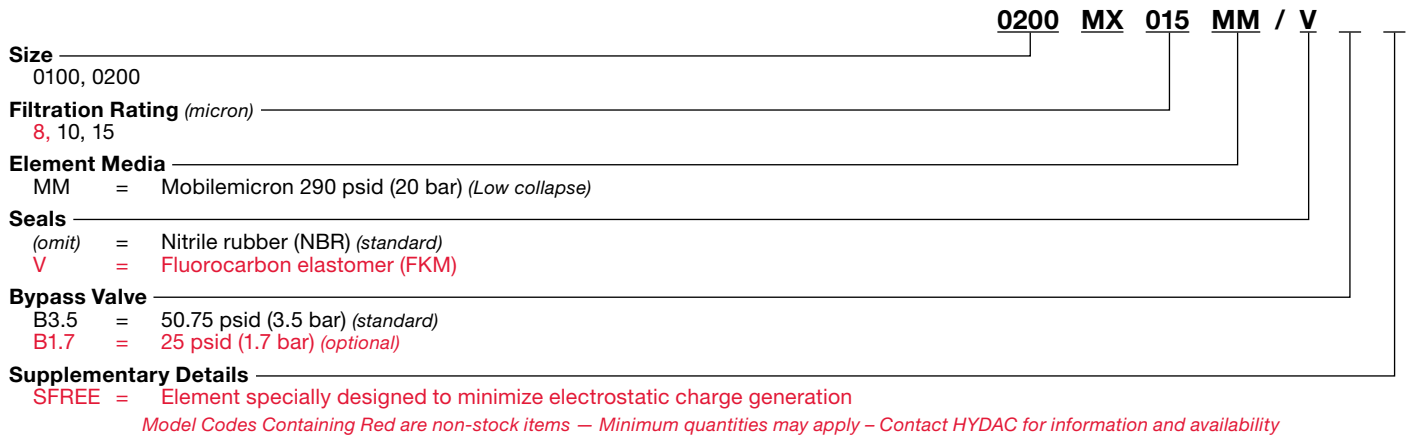 0200 MX 015 MM / V _ _
Size
0100, 0200
Filtration Rating (micron)
8, 10, 15
Element Media
MM = Mobilemicron 290 psid (20 bar) (Low collapse)
Seals
(omit) = Nitrile rubber (NBR) (standard)
V = Fluorocarbon elastomer (FKM)
Bypass Valve
B3.5 = 50.75 psid (3.5 bar) (standard)
B1.7 = 25 psid (1.7 bar) (optional)
Supplementary Details
SFREE = Element specially designed to minimize electrostatic charge generation
Model Codes Containing Red are non-stock items — Minimum quantities may apply – Contact HYDAC for information and availability